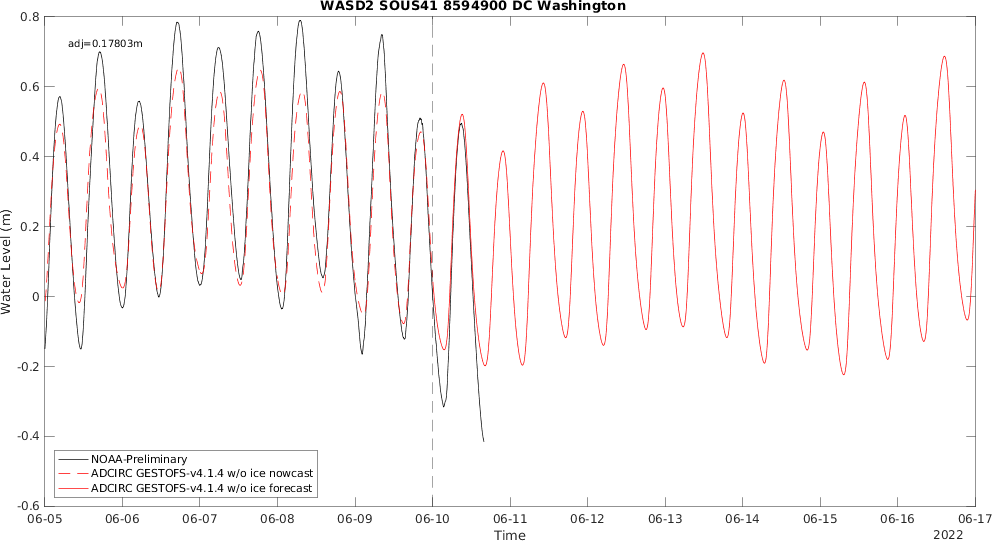 WASD2 SOUS41 8594900 DC Washington
adj=0.17803m
0.8
0.6
0.4
0.2
0
-0.2
-0.4
-0.6
Water Level (m)
NOAA-Preliminary
ADCIRC GESTOFS-v4.1.4 w/o ice nowcast
ADCIRC GESTOFS-v4.1.4 w/o ice forecast
06-05 06-06 06-07 06-08 06-09 06-10 06-11 06-12 06-13 06-14 06-15 06-16 06-17
Time
2022